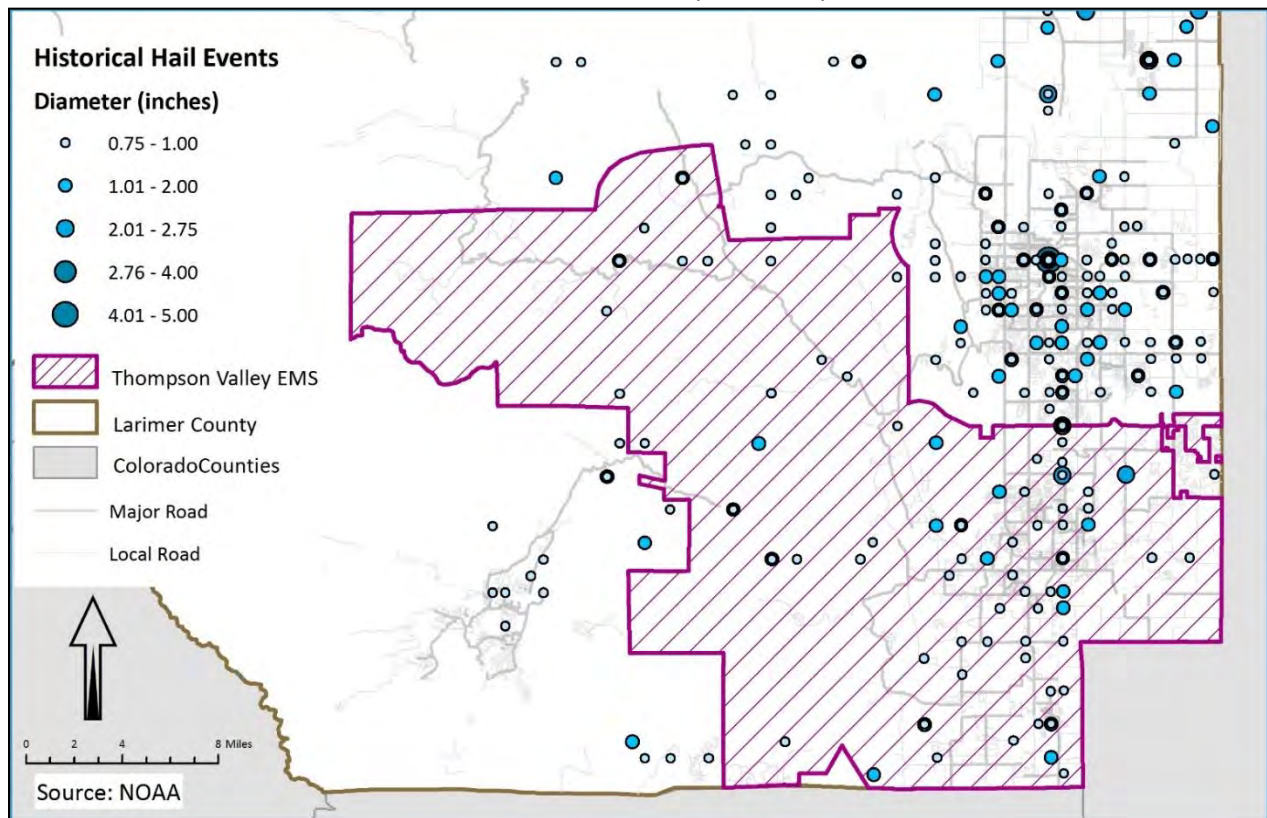 Historical Hail Events
Diameter (inches)
0.75 - 1.00
1.01 - 2.00
2.01 - 2.75
2.76 - 4.00
4.01 - 5.00
Thompson Valley EMS
Larimer County
ColoradoCounties
Major Road
Local Road
0 2 4 8 Miles
Source: NOAA